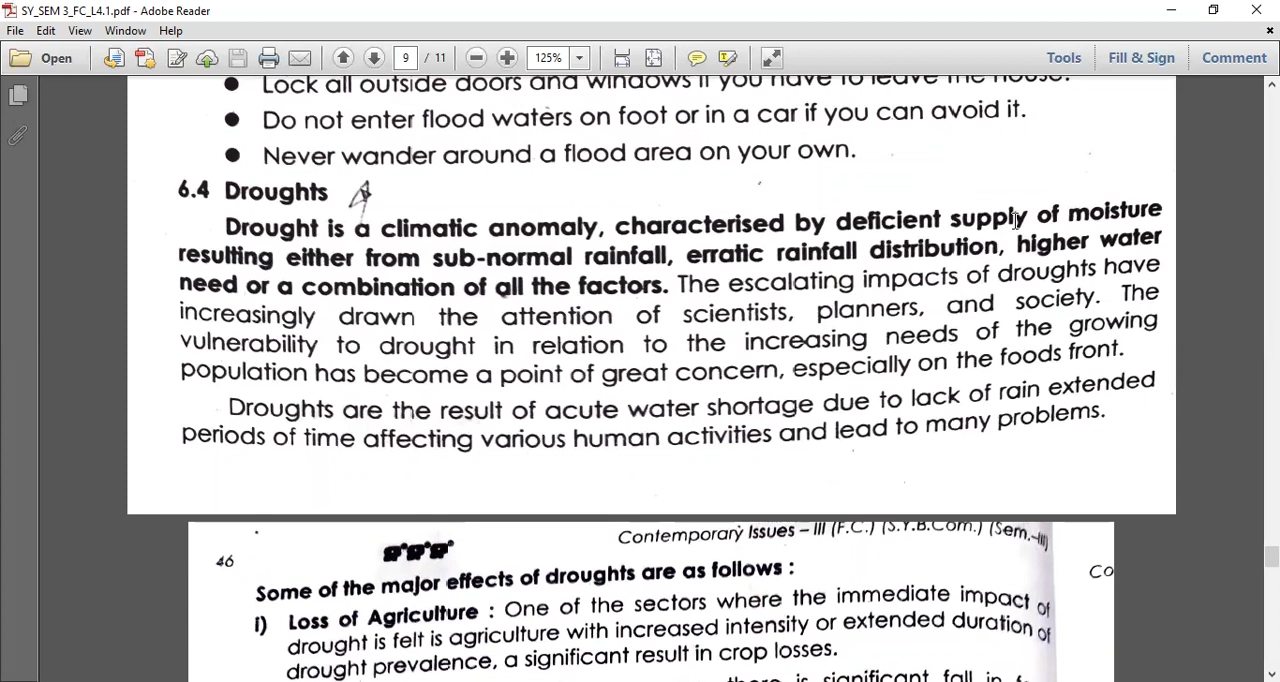 SY_SEM 3_FC_L4.1.pdf - Adobe Reader
File Edit View Window Help
Open 9 / 11 125% Tools Fill & Sign Comment
● Lock all outside doors and windows if you have to leave the house.
● Do not enter flood waters on foot or in a car if you can avoid it.
● Never wander around a flood area on your own.
6.4 Droughts
Drought is a climatic anomaly, characterised by deficient supply of moisture
resulting either from sub-normal rainfall, erratic rainfall distribution, higher water
need or a combination of all the factors. The escalating impacts of droughts have
increasingly drawn the attention of scientists, planners, and society. The
vulnerability to drought in relation to the increasing needs of the growing
population has become a point of great concern, especially on the foods front.
Droughts are the result of acute water shortage due to lack of rain extended
periods of time affecting various human activities and lead to many problems.
46 Contemporary Issues – III (F.C.) (S.Y.B.Com.) (Sem.-III)
Some of the major effects of droughts are as follows :
Co
i) Loss of Agriculture : One of the sectors where the immediate impact of
drought is felt is agriculture with increased intensity or extended duration of
drought prevalence, a significant result in crop losses.
there is significant fall in